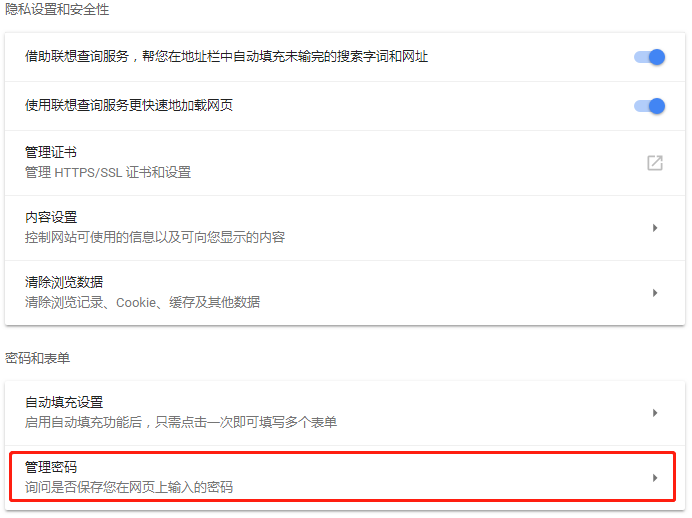 隐私设置和安全性
借助联想查询服务，帮您在地址栏中自动填充未输完的搜索字词和网址
使用联想查询服务更快速地加载网页
管理证书
管理 HTTPS/SSL 证书和设置
内容设置
控制网站可使用的信息以及可向您显示的内容
清除浏览数据
清除浏览记录、Cookie、缓存及其他数据
密码和表单
自动填充设置
启用自动填充功能后，只需点击一次即可填写多个表单
管理密码
询问是否保存您在网页上输入的密码